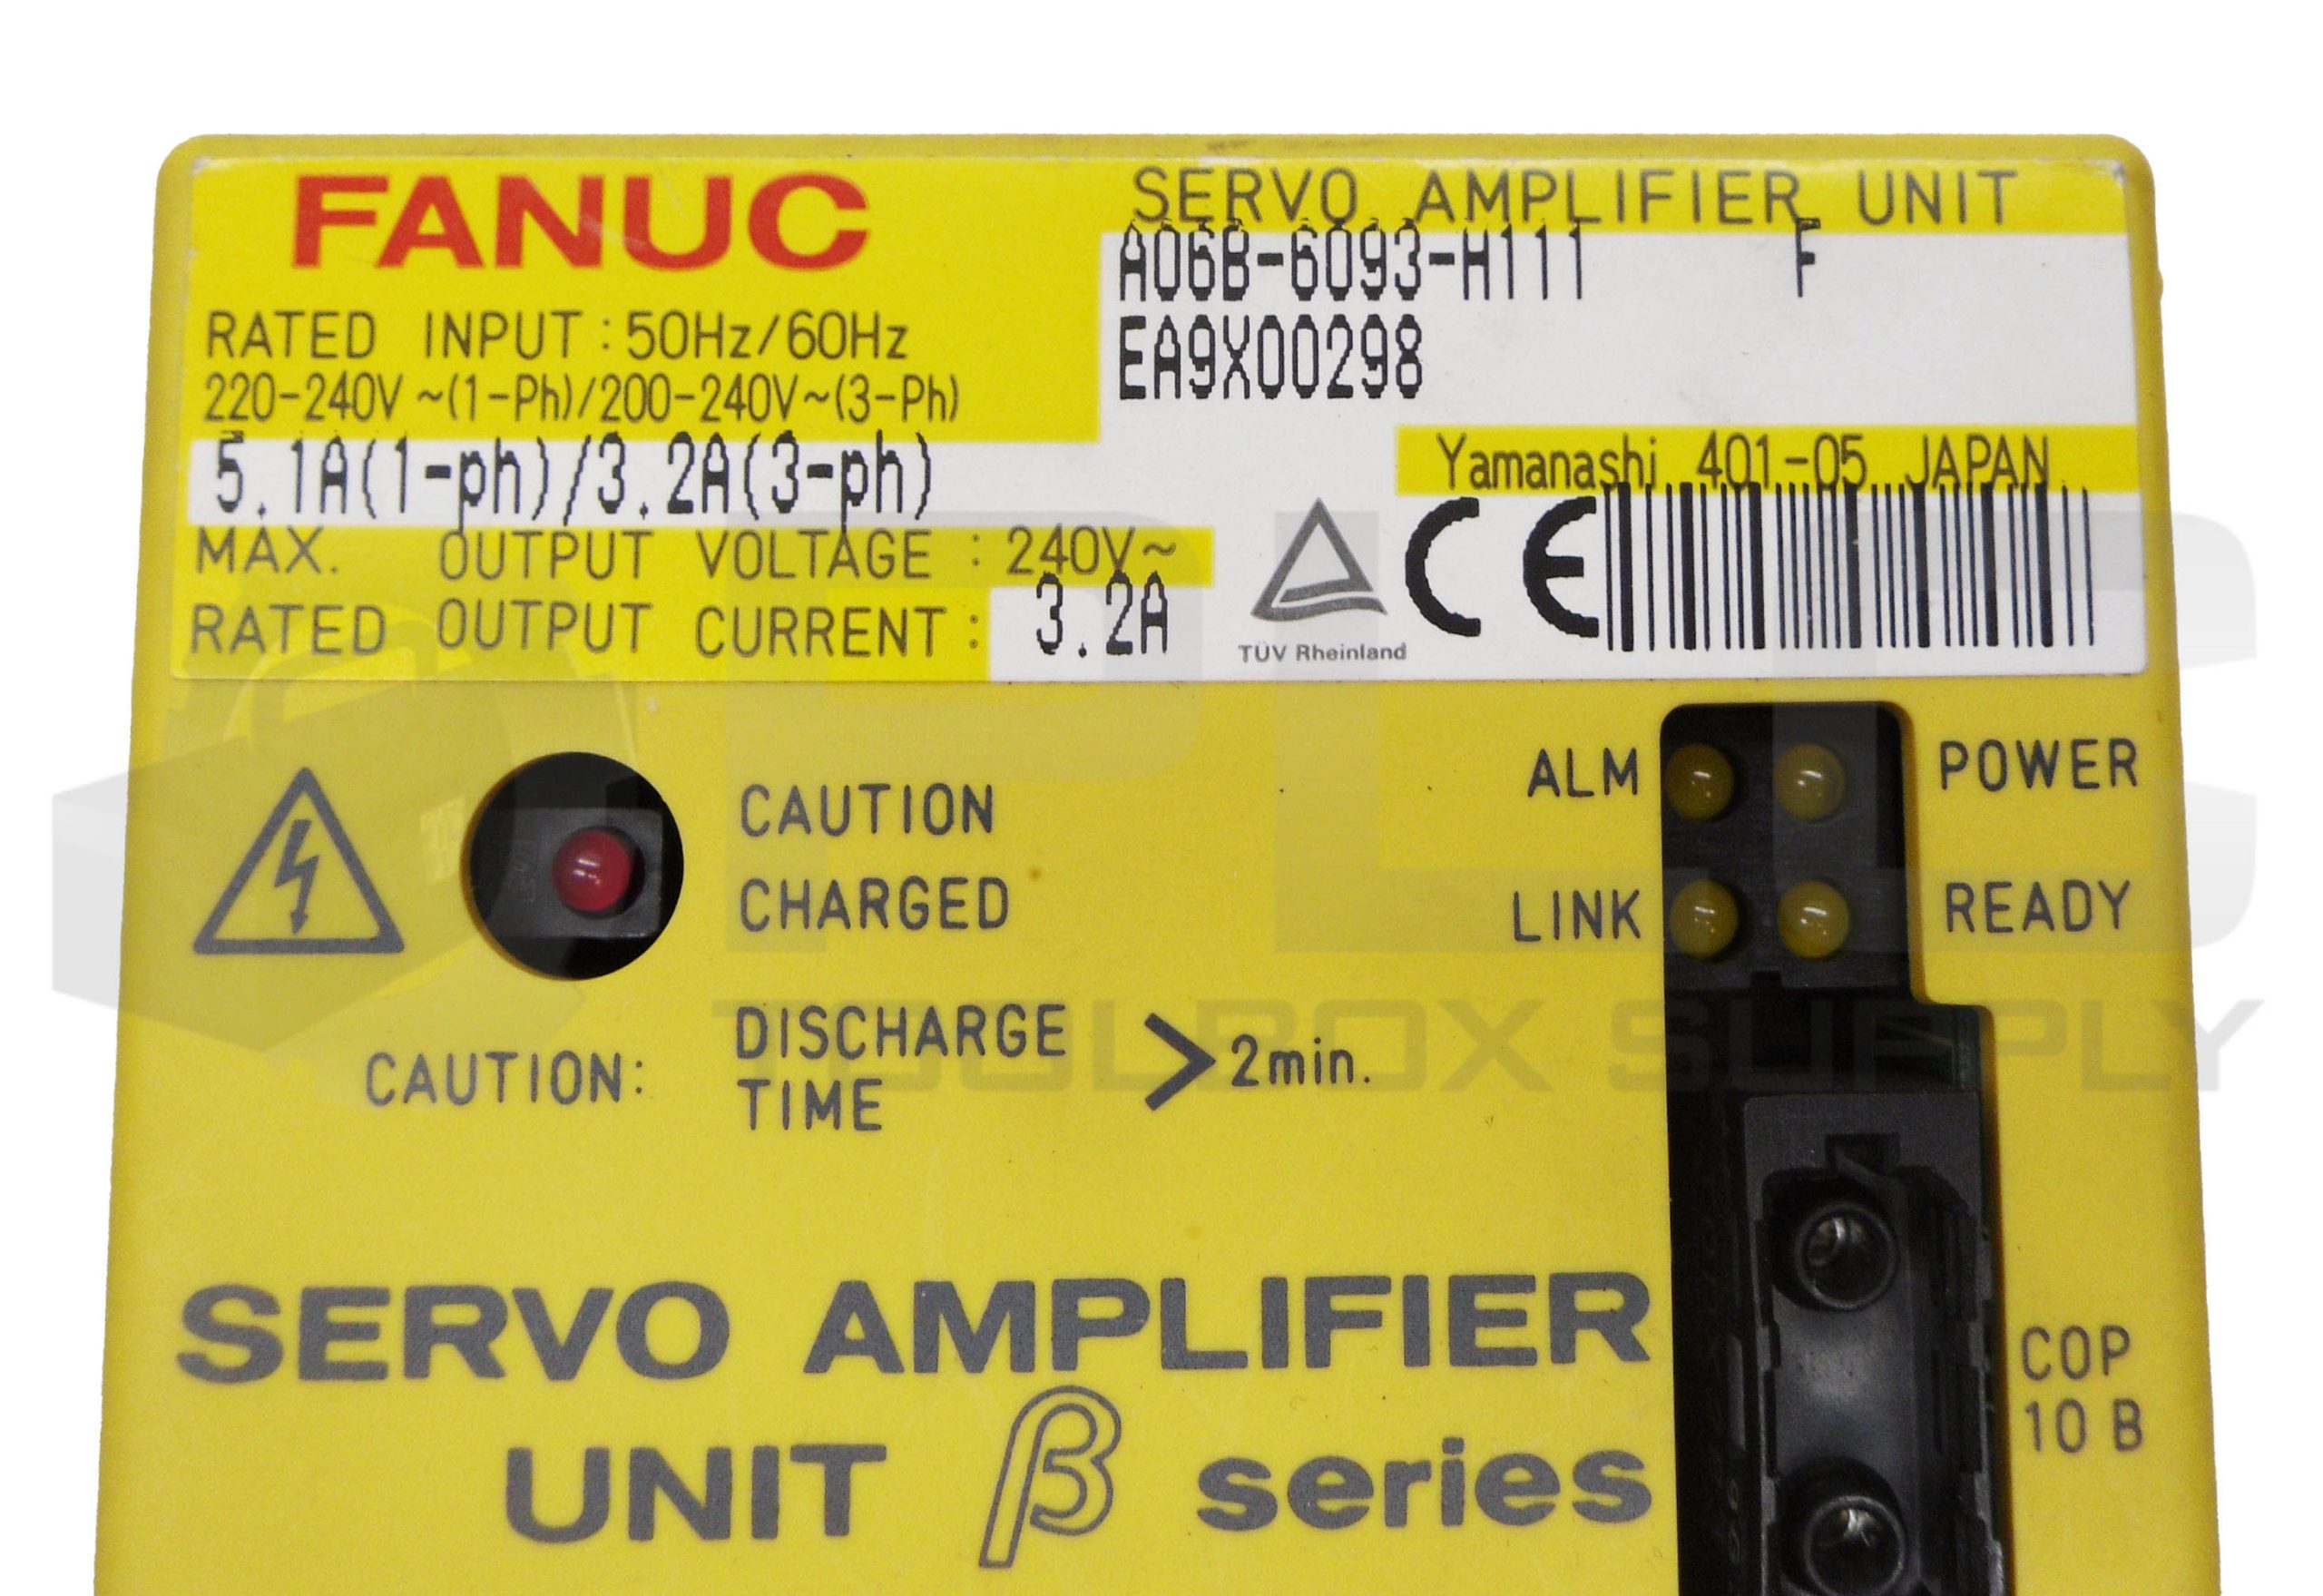 FANUC
SERVO AMPLIFIER UNIT
A06B-6093-H111 F
EA9X00298
RATED INPUT : 50Hz/60Hz
220-240V ~(1-Ph)/200-240V~(3-Ph)
5.1A(1-ph)/3.2A(3-ph)
MAX. OUTPUT VOLTAGE : 240V~
RATED OUTPUT CURRENT : 3.2A
Yamanashi 401-05 JAPAN
TÜV Rheinland
CE
CAUTION
CHARGED
ALM
POWER
LINK
READY
CAUTION: DISCHARGE
TIME > 2min.
PLC
TOOLBOX SUPPLY
SERVO AMPLIFIER
UNIT β series
COP
10 B